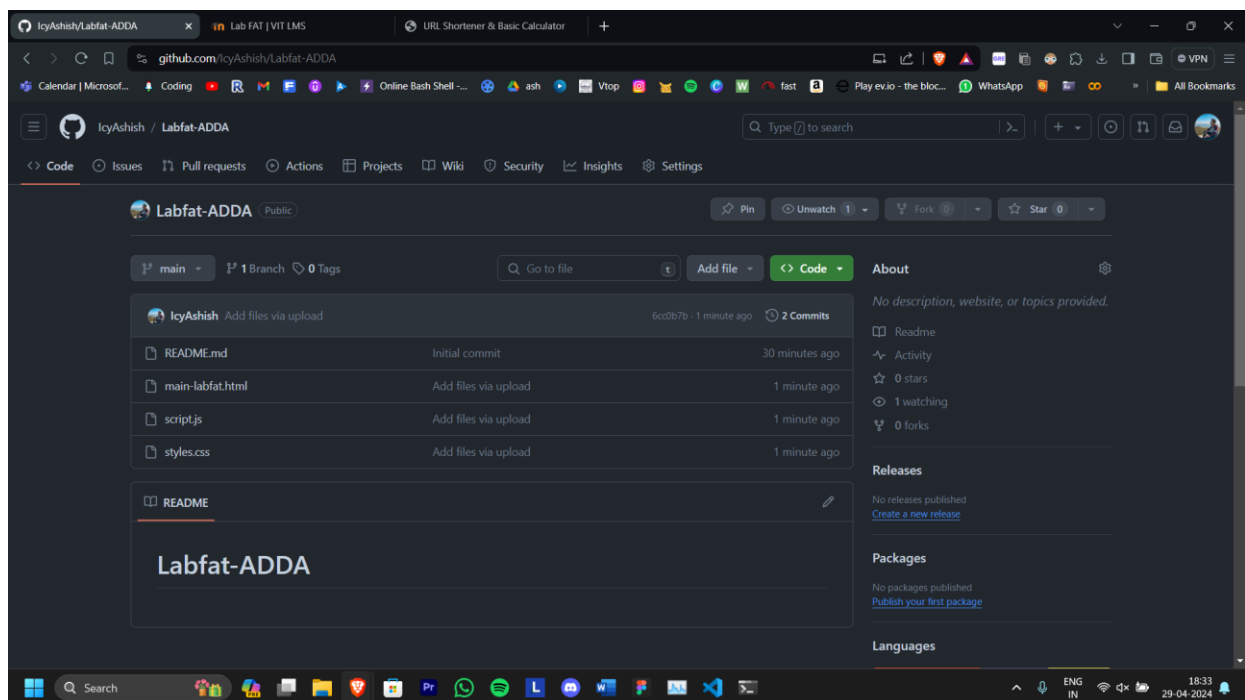 IcyAshish/Labfat-ADDA
Lab FAT | VIT LMS
URL Shortener & Basic Calculator
github.com/IcyAshish/Labfat-ADDA
VPN
Calendar | Microsof...
Coding
Online Bash Shell -...
ash
Vtop
fast
Play ev.io - the bloc...
WhatsApp
All Bookmarks
IcyAshish / Labfat-ADDA
Type / to search
Code
Issues
Pull requests
Actions
Projects
Wiki
Security
Insights
Settings
Labfat-ADDA Public
Pin
Unwatch 1
Fork 0
Star 0
main
1 Branch
0 Tags
Go to file
t
Add file
Code
IcyAshish Add files via upload
6cc0b7b · 1 minute ago
2 Commits
README.md Initial commit 30 minutes ago
main-labfat.html Add files via upload 1 minute ago
script.js Add files via upload 1 minute ago
styles.css Add files via upload 1 minute ago
README
Labfat-ADDA
About
No description, website, or topics provided.
Readme
Activity
0 stars
1 watching
0 forks
Releases
No releases published
Create a new release
Packages
No packages published
Publish your first package
Languages
Search
ENG
IN
18:33
29-04-2024